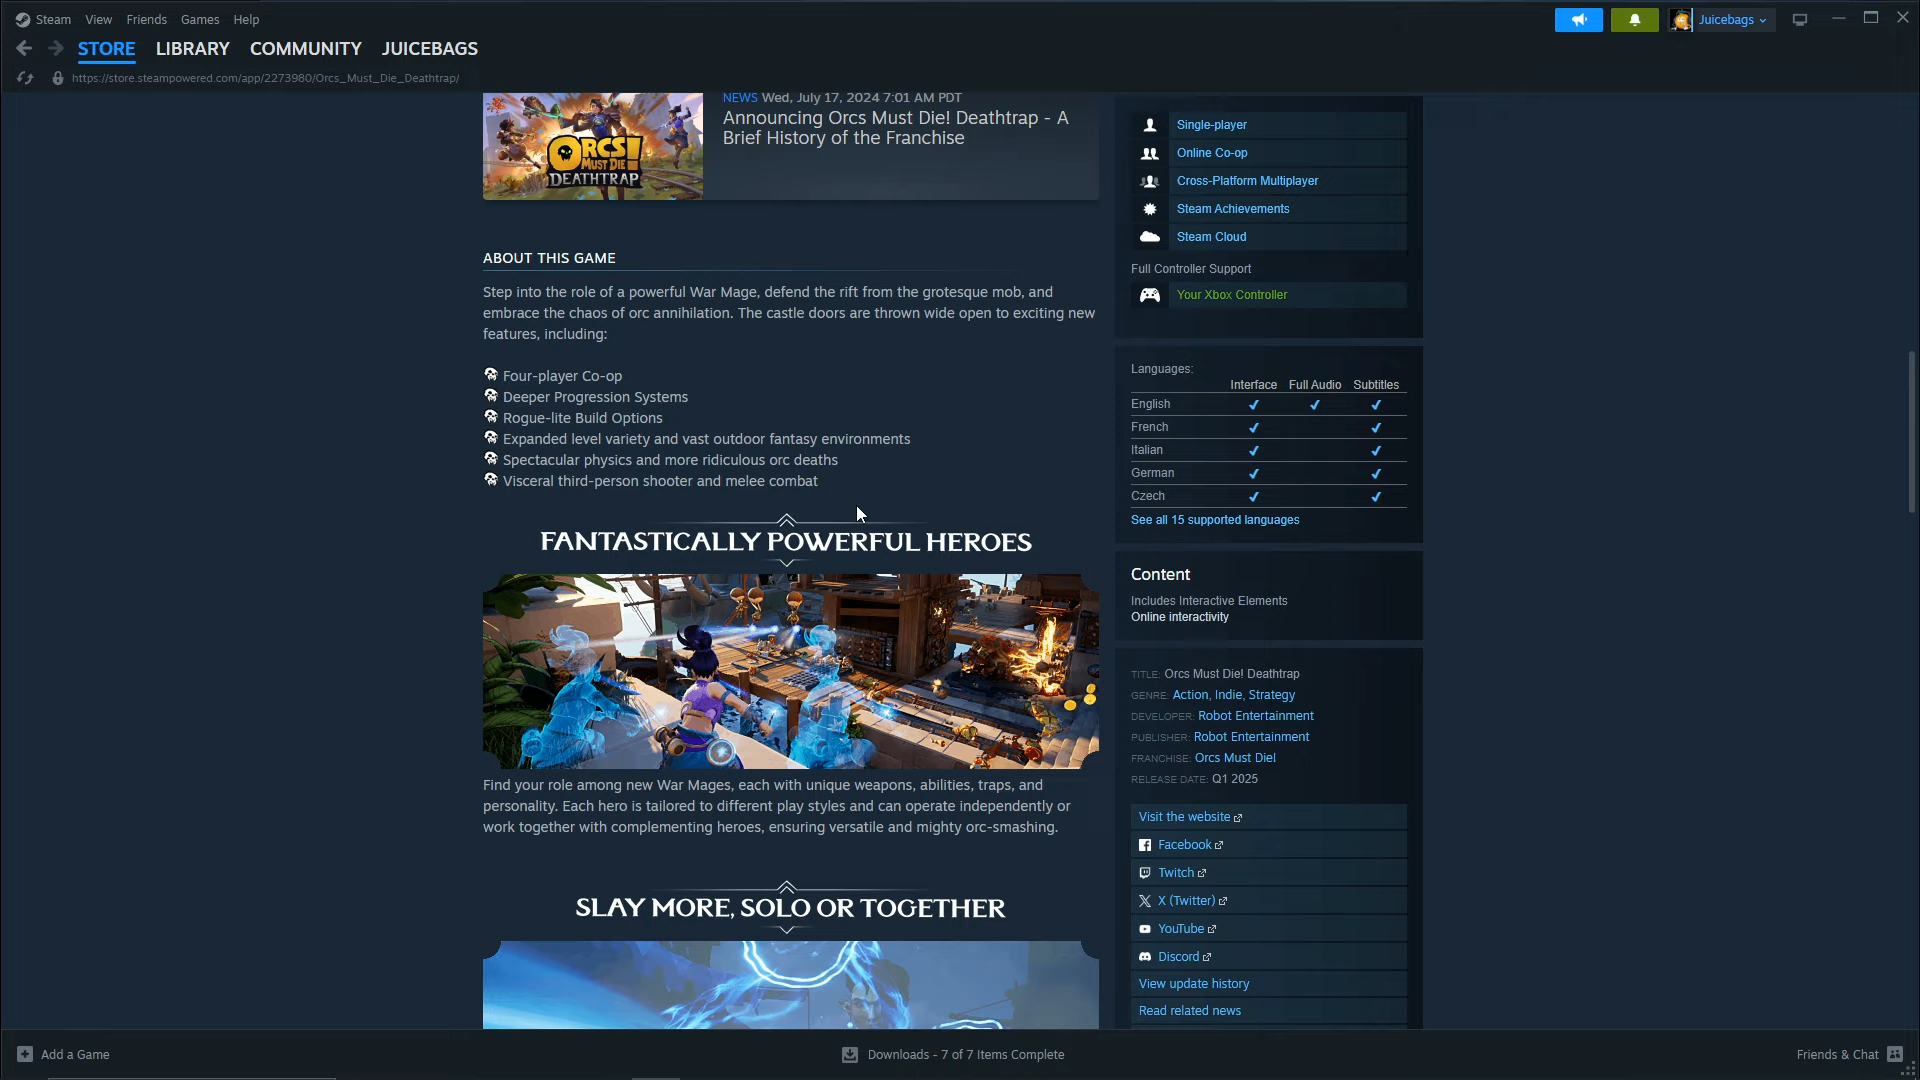 Steam View Friends Games Help
Juicebags
STORE LIBRARY COMMUNITY JUICEBAGS
https://store.steampowered.com/app/2273980/Orcs_Must_Die_Deathtrap/
ORCS
MUST DIE!
DEATHTRAP
NEWS Wed, July 17, 2024 7:01 AM PDT
Announcing Orcs Must Die! Deathtrap - A
Brief History of the Franchise
ABOUT THIS GAME
Step into the role of a powerful War Mage, defend the rift from the grotesque mob, and
embrace the chaos of orc annihilation. The castle doors are thrown wide open to exciting new
features, including:
Four-player Co-op
Deeper Progression Systems
Rogue-lite Build Options
Expanded level variety and vast outdoor fantasy environments
Spectacular physics and more ridiculous orc deaths
Visceral third-person shooter and melee combat
FANTASTICALLY POWERFUL HEROES
Find your role among new War Mages, each with unique weapons, abilities, traps, and
personality. Each hero is tailored to different play styles and can operate independently or
work together with complementing heroes, ensuring versatile and mighty orc-smashing.
SLAY MORE, SOLO OR TOGETHER
Single-player
Online Co-op
Cross-Platform Multiplayer
Steam Achievements
Steam Cloud
Full Controller Support
Your Xbox Controller
Languages:
Interface Full Audio Subtitles
English ✔ ✔ ✔
French ✔ ✔
Italian ✔ ✔
German ✔ ✔
Czech ✔ ✔
See all 15 supported languages
Content
Includes Interactive Elements
Online interactivity
TITLE: Orcs Must Die! Deathtrap
GENRE: Action, Indie, Strategy
DEVELOPER: Robot Entertainment
PUBLISHER: Robot Entertainment
FRANCHISE: Orcs Must Die!
RELEASE DATE: Q1 2025
Visit the website
Facebook
Twitch
X (Twitter)
YouTube
Discord
View update history
Read related news
Add a Game
Downloads - 7 of 7 Items Complete
Friends & Chat